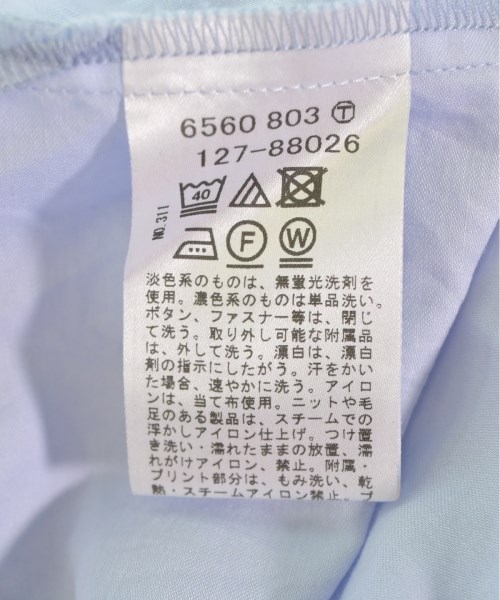 6560 803 Ⓣ
127-88026
NO.311
40
F W
淡色系のものは、無蛍光洗剤を
使用。濃色系のものは単品洗い。
ボタン、ファスナー等は、閉じ
て洗う。取り外し可能な附属品
は、外して洗う。漂白は、漂白
剤の指示にしたがう。汗をかい
た場合、速やかに洗う。アイロ
ンは、当て布使用。ニットや毛
足のある製品は、スチームでの
浮かしアイロン仕上げ。つけ置
き洗い・濡れたままの放置、濡
れがけアイロン、禁止。附属・
プリント部分は、もみ洗い、乾
熱・スチームアイロン禁止。プ